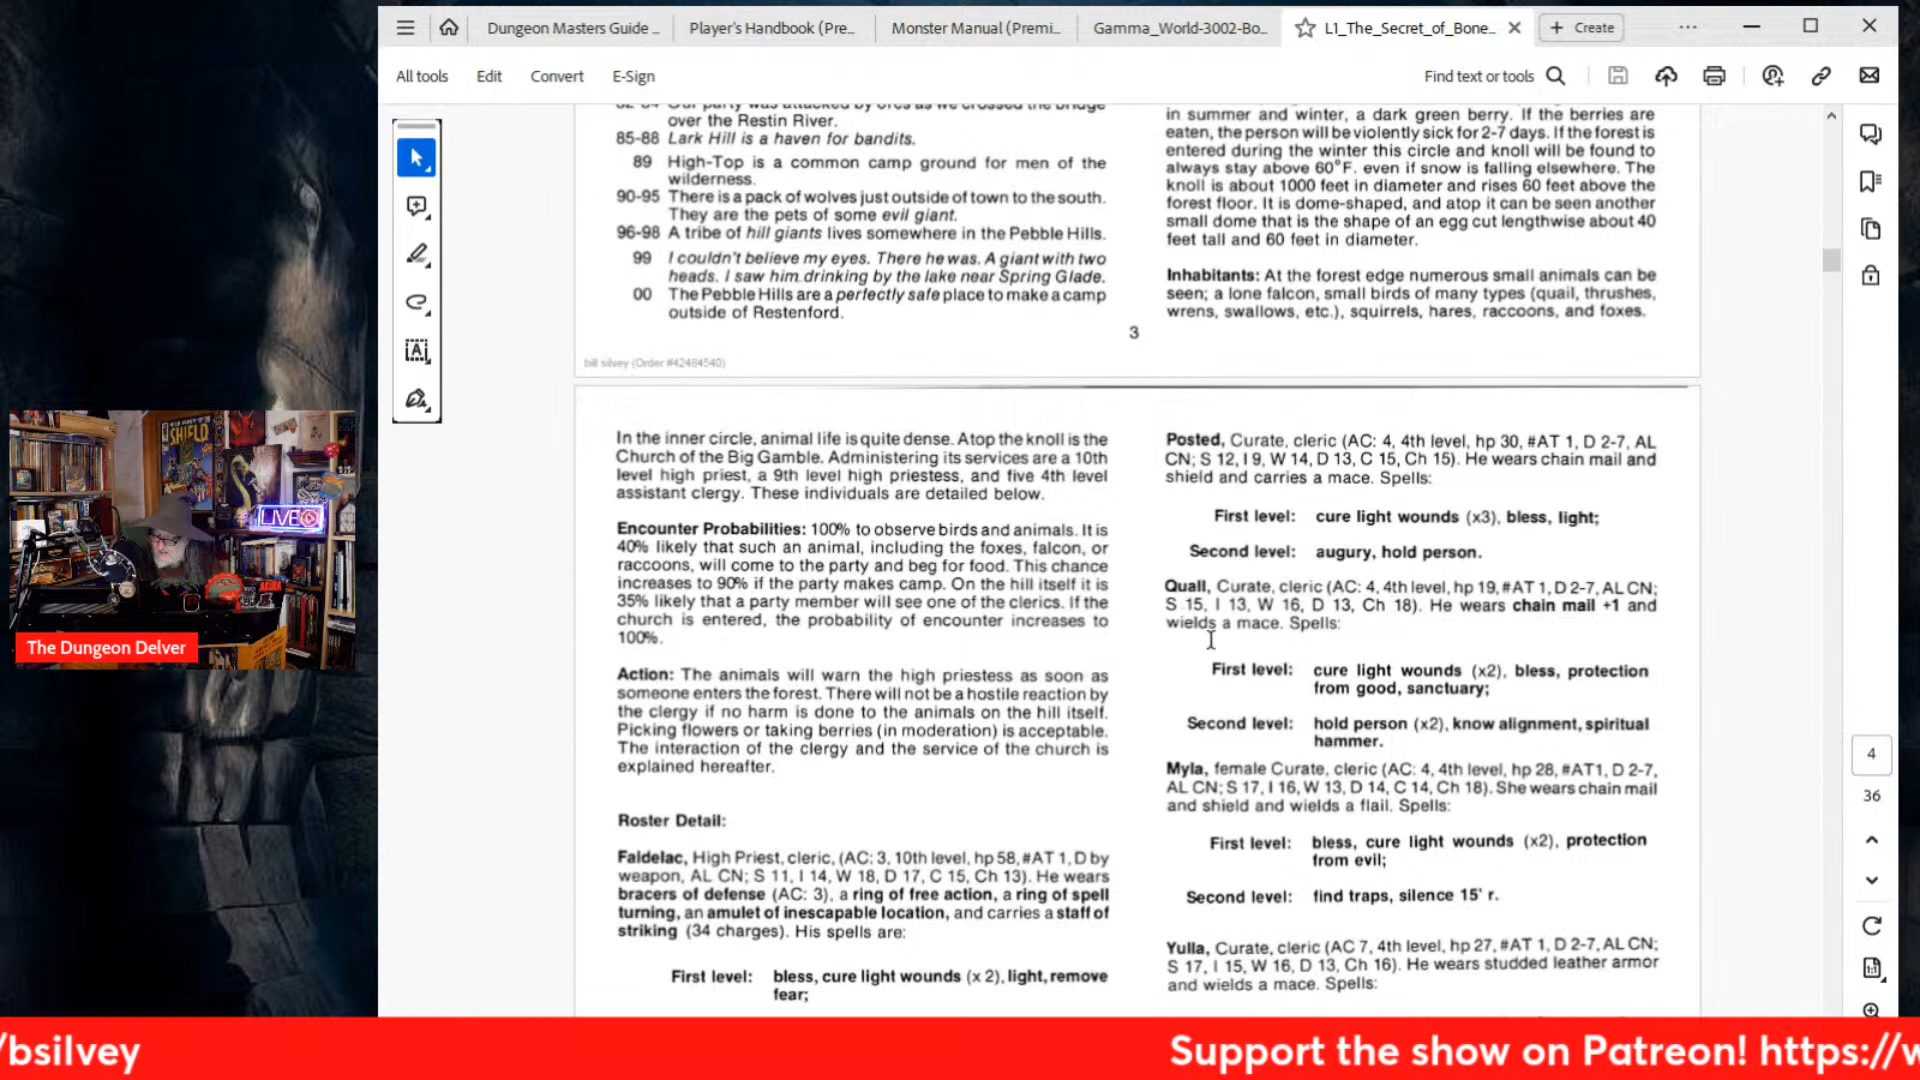 Dungeon Masters Guide ...
Player's Handbook (Pre...
Monster Manual (Premi...
Gamma_World-3002-Bo...
L1_The_Secret_of_Bone...
Create
All tools
Edit
Convert
E-Sign
Find text or tools
over the Restin River.
85-88 Lark Hill is a haven for bandits.
89 High-Top is a common camp ground for men of the
wilderness.
90-95 There is a pack of wolves just outside of town to the south.
They are the pets of some evil giant.
96-98 A tribe of hill giants lives somewhere in the Pebble Hills.
99 I couldn't believe my eyes. There he was. A giant with two
heads. I saw him drinking by the lake near Spring Glade.
00 The Pebble Hills are a perfectly safe place to make a camp
outside of Restenford.
in summer and winter, a dark green berry. If the berries are
eaten, the person will be violently sick for 2-7 days. If the forest is
entered during the winter this circle and knoll will be found to
always stay above 60°F. even if snow is falling elsewhere. The
knoll is about 1000 feet in diameter and rises 60 feet above the
forest floor. It is dome-shaped, and atop it can be seen another
small dome that is the shape of an egg cut lengthwise about 40
feet tall and 60 feet in diameter.
Inhabitants: At the forest edge numerous small animals can be
seen; a lone falcon, small birds of many types (quail, thrushes,
wrens, swallows, etc.), squirrels, hares, raccoons, and foxes.
3
bill silvey (Order #42484540)
In the inner circle, animal life is quite dense. Atop the knoll is the
Church of the Big Gamble. Administering its services are a 10th
level high priest, a 9th level high priestess, and five 4th level
assistant clergy. These individuals are detailed below.
Encounter Probabilities: 100% to observe birds and animals. It is
40% likely that such an animal, including the foxes, falcon, or
raccoons, will come to the party and beg for food. This chance
increases to 90% if the party makes camp. On the hill itself it is
35% likely that a party member will see one of the clerics. If the
church is entered, the probability of encounter increases to
100%.
Action: The animals will warn the high priestess as soon as
someone enters the forest. There will not be a hostile reaction by
the clergy if no harm is done to the animals on the hill itself.
Picking flowers or taking berries (in moderation) is acceptable.
The interaction of the clergy and the service of the church is
explained hereafter.
Roster Detail:
Faldelac, High Priest, cleric, (AC: 3, 10th level, hp 58, #AT 1, D by
weapon, AL CN; S 11, I 14, W 18, D 17, C 15, Ch 13). He wears
bracers of defense (AC: 3), a ring of free action, a ring of spell
turning, an amulet of inescapable location, and carries a staff of
striking (34 charges). His spells are:
First level: bless, cure light wounds (x 2), light, remove
fear;
Posted, Curate, cleric (AC: 4, 4th level, hp 30, #AT 1, D 2-7, AL
CN; S 12, I 9, W 14, D 13, C 15, Ch 15). He wears chain mail and
shield and carries a mace. Spells:
First level: cure light wounds (x3), bless, light;
Second level: augury, hold person.
Quall, Curate, cleric (AC: 4, 4th level, hp 19, #AT 1, D 2-7, AL CN;
S 15, I 13, W 16, D 13, Ch 18). He wears chain mail +1 and
wields a mace. Spells:
First level: cure light wounds (x2), bless, protection
from good, sanctuary;
Second level: hold person (x2), know alignment, spiritual
hammer.
Myla, female Curate, cleric (AC: 4, 4th level, hp 28, #AT1, D 2-7,
AL CN; S 17, I 16, W 13, D 14, C 14, Ch 18). She wears chain mail
and shield and wields a flail. Spells:
First level: bless, cure light wounds (x2), protection
from evil;
Second level: find traps, silence 15' r.
Yulla, Curate, cleric (AC 7, 4th level, hp 27, #AT 1, D 2-7, AL CN;
S 17, I 15, W 16, D 13, Ch 16). He wears studded leather armor
and wields a mace. Spells:
4
36
SHIELD
LIVE
The Dungeon Delver
/bsilvey
Support the show on Patreon! https://w